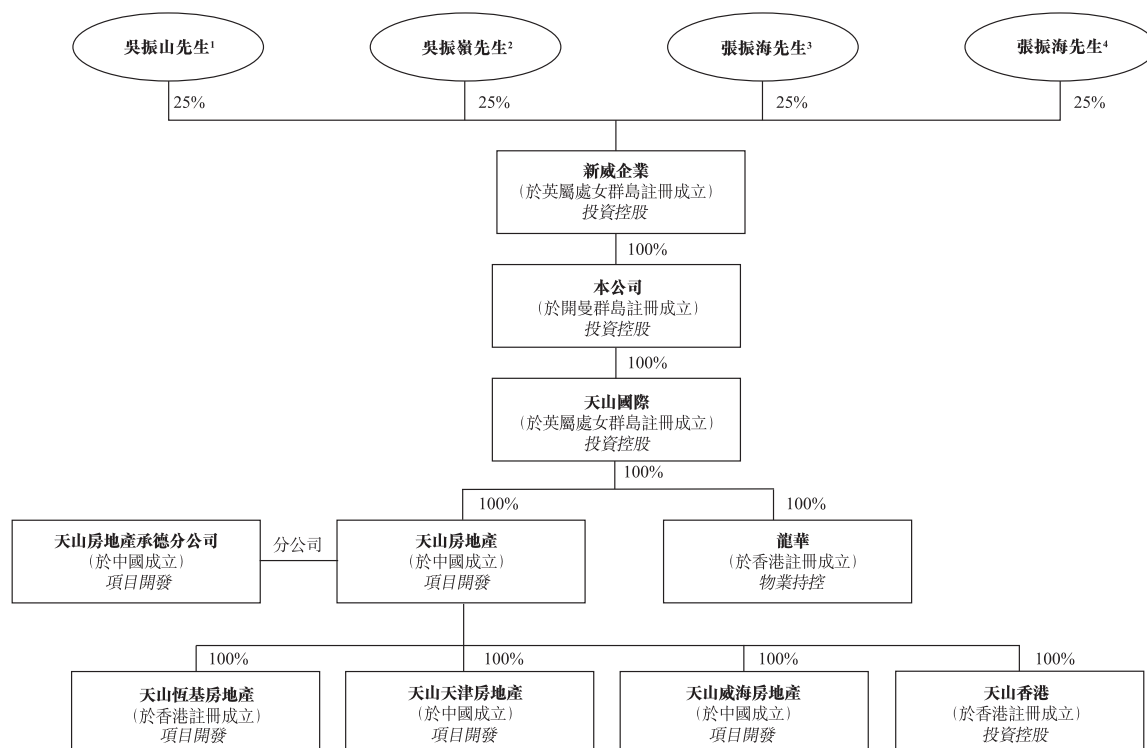 吳振山先生1
吳振嶺先生2
張振海先生3
張振海先生4
25%
25%
25%
25%
新威企業
(於英屬處女群島註冊成立)
投資控股
100%
本公司
(於開曼群島註冊成立)
投資控股
100%
天山國際
(於英屬處女群島註冊成立)
投資控股
100%
100%
100%
天山房地產承德分公司
(於中國成立)
項目開發
分公司
天山房地產
(於中國成立)
項目開發
龍華
(於香港註冊成立)
物業持控
100%
100%
100%
100%
天山恆基房地產
(於香港註冊成立)
項目開發
天山天津房地產
(於中國成立)
項目開發
天山威海房地產
(於中國成立)
項目開發
天山香港
(於香港註冊成立)
投資控股